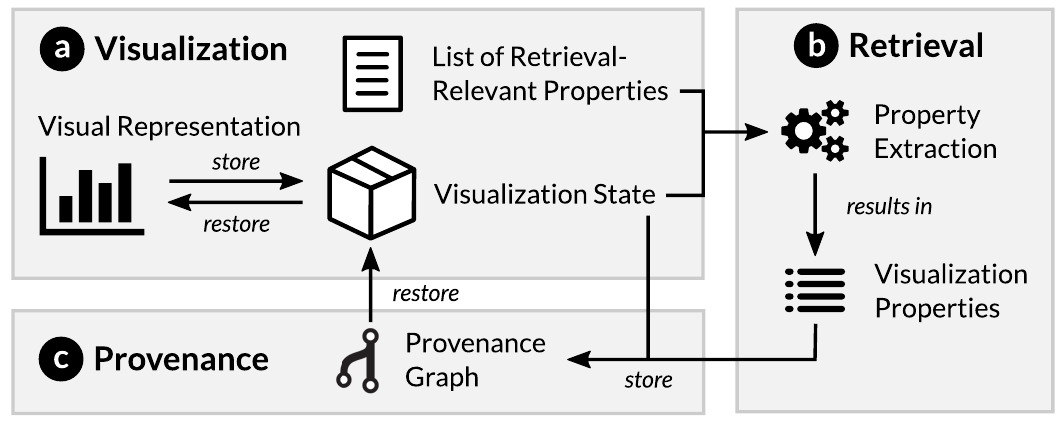 a Visualization
List of Retrieval-
Relevant Properties
Visual Representation
store
restore
Visualization State
restore
b Retrieval
Property
Extraction
results in
Visualization
Properties
c Provenance
Provenance
Graph
store